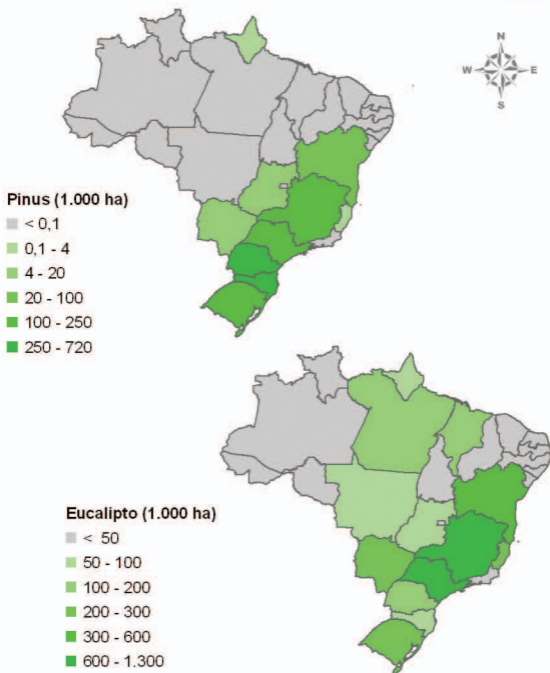 N
W E
S
Pinus (1.000 ha)
< 0,1
0,1 - 4
4 - 20
20 - 100
100 - 250
250 - 720
Eucalipto (1.000 ha)
< 50
50 - 100
100 - 200
200 - 300
300 - 600
600 - 1.300